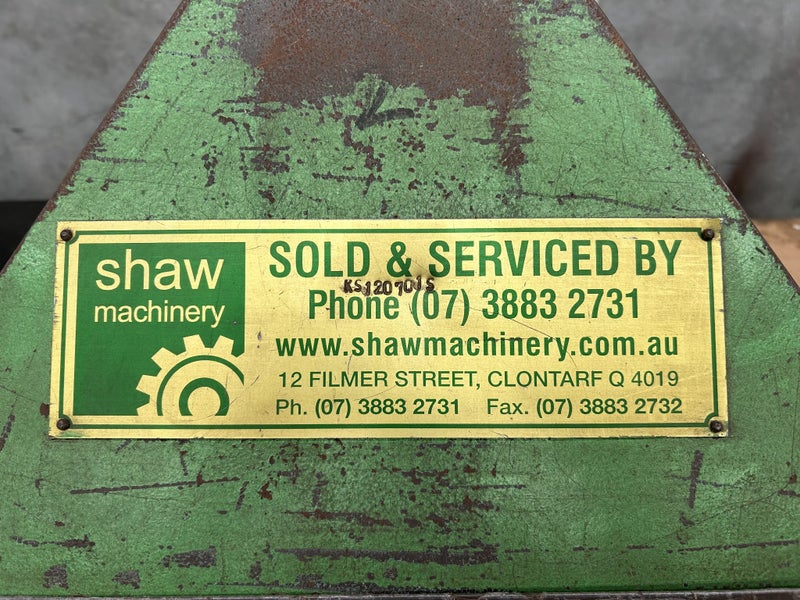 shaw
machinery
SOLD & SERVICED BY
KS1207015
Phone (07) 3883 2731
www.shawmachinery.com.au
12 FILMER STREET, CLONTARF Q 4019
Ph. (07) 3883 2731 Fax. (07) 3883 2732